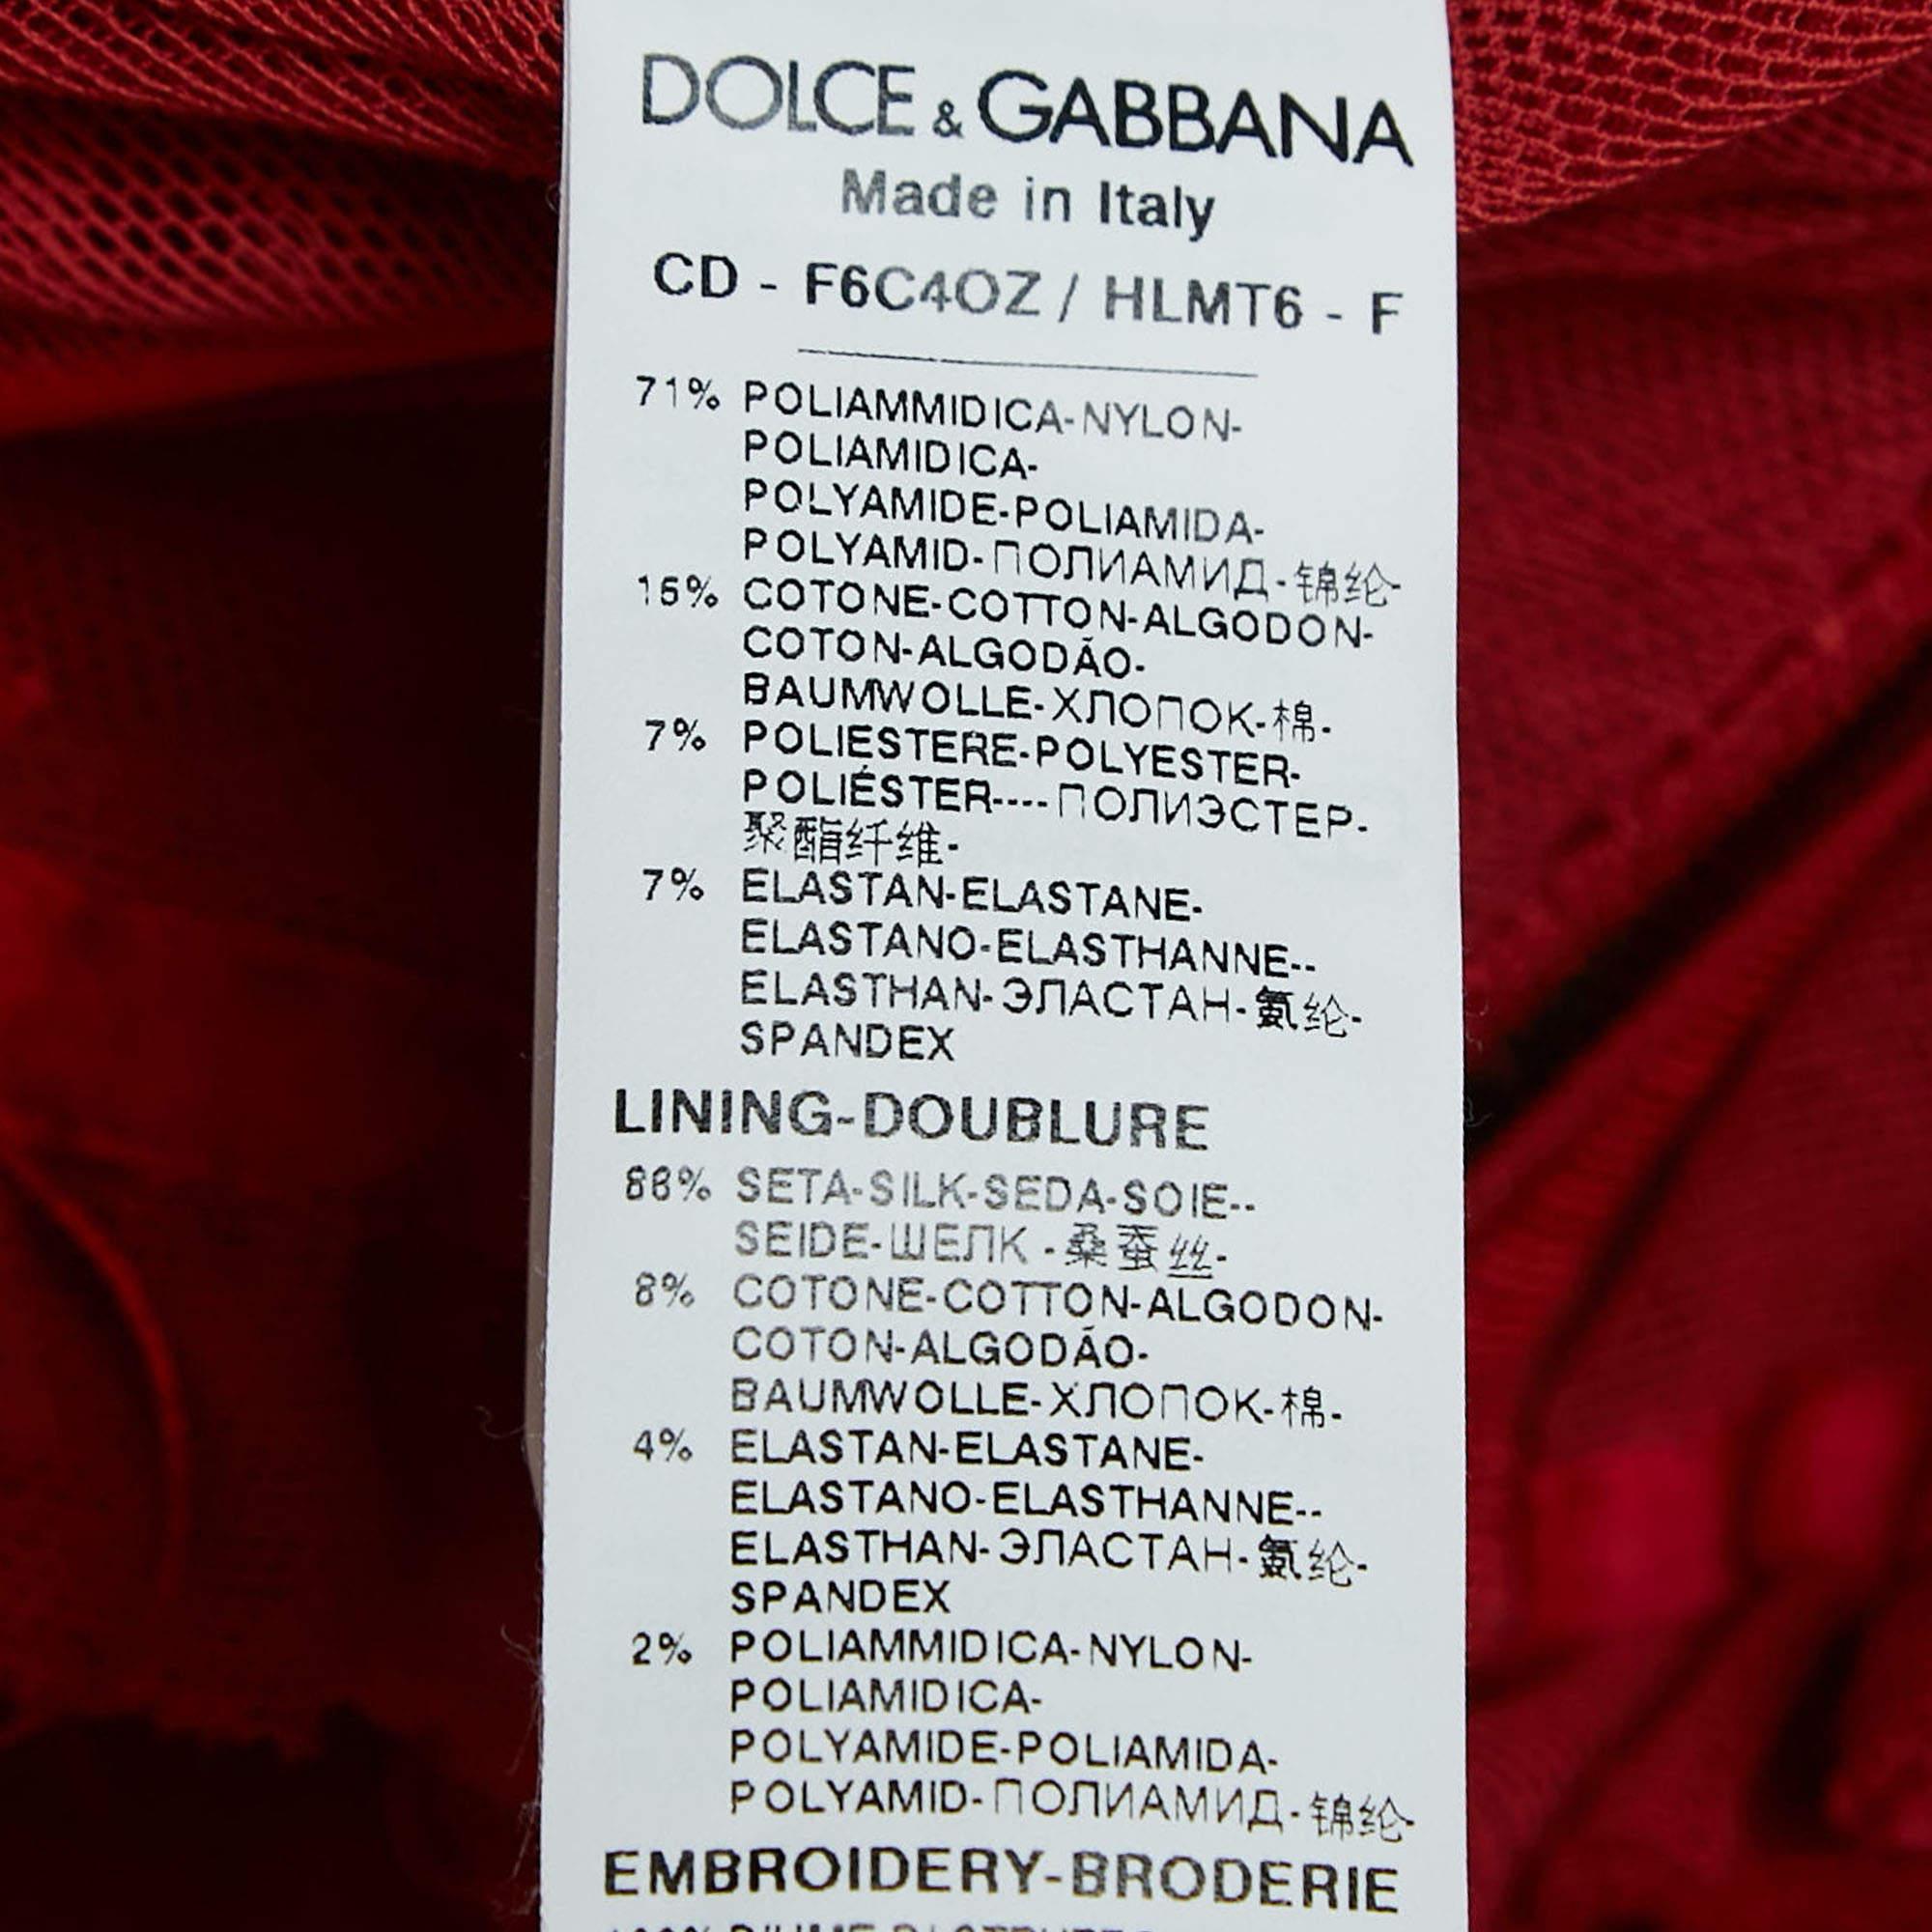 DOLCE & GABBANA
Made in Italy
CD - F6C4OZ / HLMT6 - F
71% POLIAMMIDICA-NYLON-
POLIAMIDICA-
POLYAMIDE-POLIAMIDA-
POLYAMID-ПОЛИАМИД-锦纶-
15% COTONE-COTTON-ALGODON-
COTON-ALGODÃO-
BAUMWOLLE-ХЛОПОК-棉-
7% POLIESTERE-POLYESTER-
POLIÉSTER----ПОЛИЭСТЕР-
聚酯纤维-
7% ELASTAN-ELASTANE-
ELASTANO-ELASTHANNE--
ELASTHAN-ЭЛАСТАН-氨纶-
SPANDEX
LINING-DOUBLURE
86% SETA-SILK-SEDA-SOIE--
SEIDE-ШЕЛК-桑蚕丝-
8% COTONE-COTTON-ALGODON-
COTON-ALGODÃO-
BAUMWOLLE-ХЛОПОК-棉-
4% ELASTAN-ELASTANE-
ELASTANO-ELASTHANNE--
ELASTHAN-ЭЛАСТАН-氨纶-
SPANDEX
2% POLIAMMIDICA-NYLON-
POLIAMIDICA-
POLYAMIDE-POLIAMIDA-
POLYAMID-ПОЛИАМИД-锦纶-
EMBROIDERY-BRODERIE